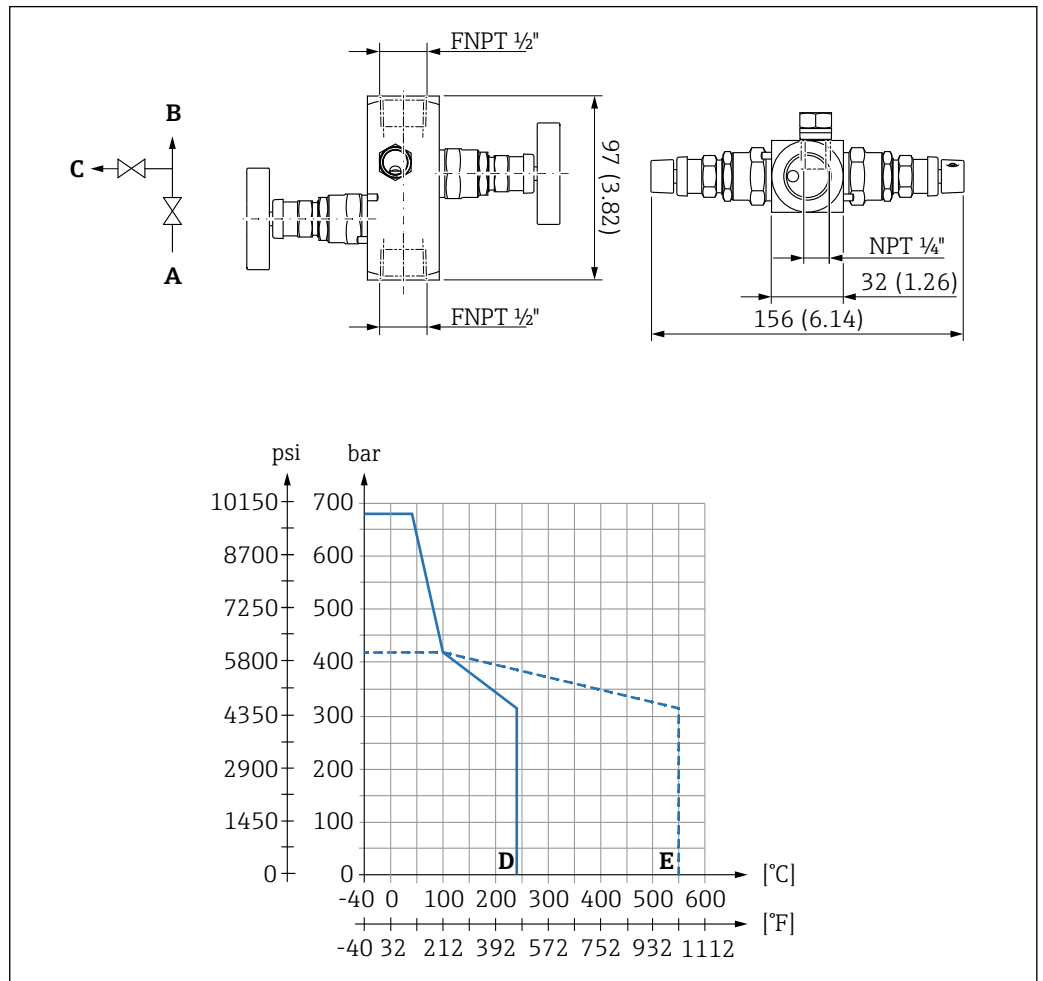 FNPT ½"
B
C
A
97 (3.82)
FNPT ½"
NPT ¼"
32 (1.26)
156 (6.14)
psi bar
10150 700
8700 600
7250 500
5800 400
4350 300
2900 200
1450 100
0 0
D E
-40 0 100 200 300 400 500 600 [°C]
-40 32 212 392 572 752 932 1112 [°F]